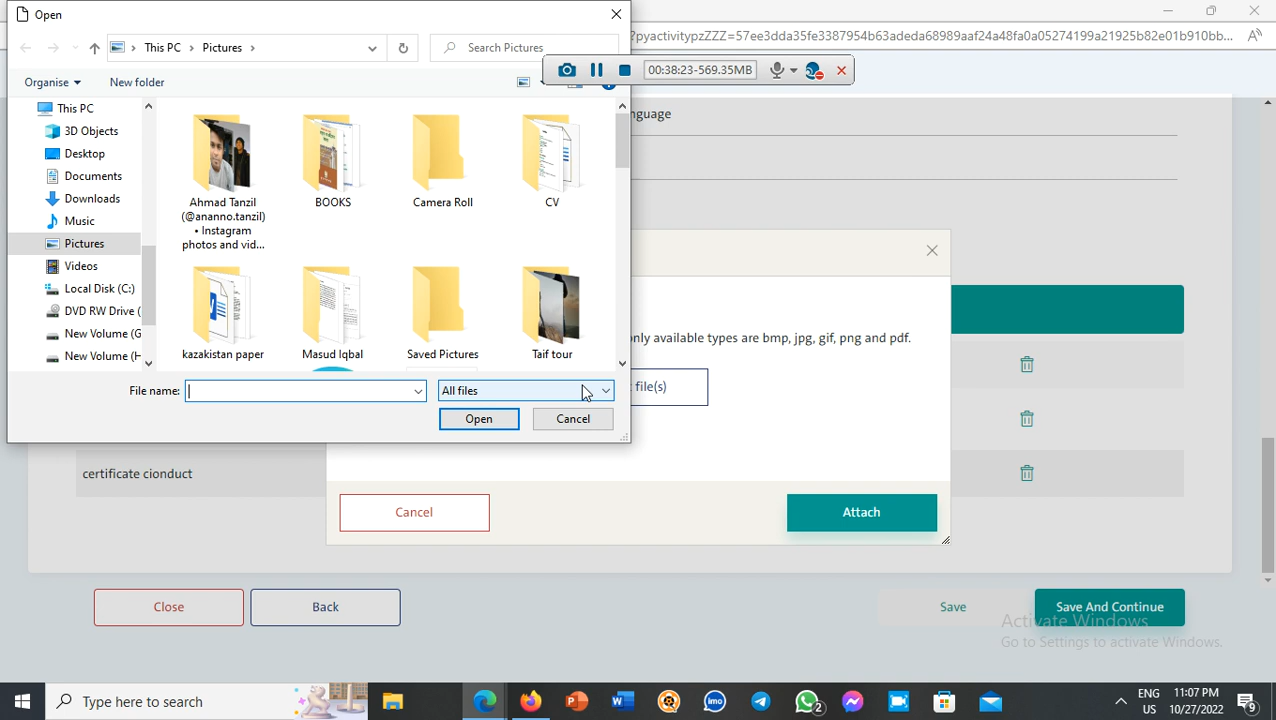 Open
This PC
Pictures
Search Pictures
?pyactivitypzZZZ=57ee3dda35fe3387954b63adeda68989aaf24a48fa0a05274199a21925b82e01b910bb...
00:38:23-569.35MB
Organise
New folder
This PC
3D Objects
Desktop
Documents
Downloads
Music
Pictures
Videos
Local Disk (C:)
DVD RW Drive (
New Volume (G
New Volume (H
Ahmad Tanzil
(@ananno.tanzil)
• Instagram
photos and vid...
BOOKS
Camera Roll
CV
kazakistan paper
Masud Iqbal
Saved Pictures
Taif tour
File name:
All files
Open
Cancel
nguage
only available types are bmp, jpg, gif, png and pdf.
file(s)
certificate cionduct
Cancel
Attach
Close
Back
Save
Save And Continue
Activate Windows
Go to Settings to activate Windows.
Type here to search
2
ENG
US
11:07 PM
10/27/2022
9